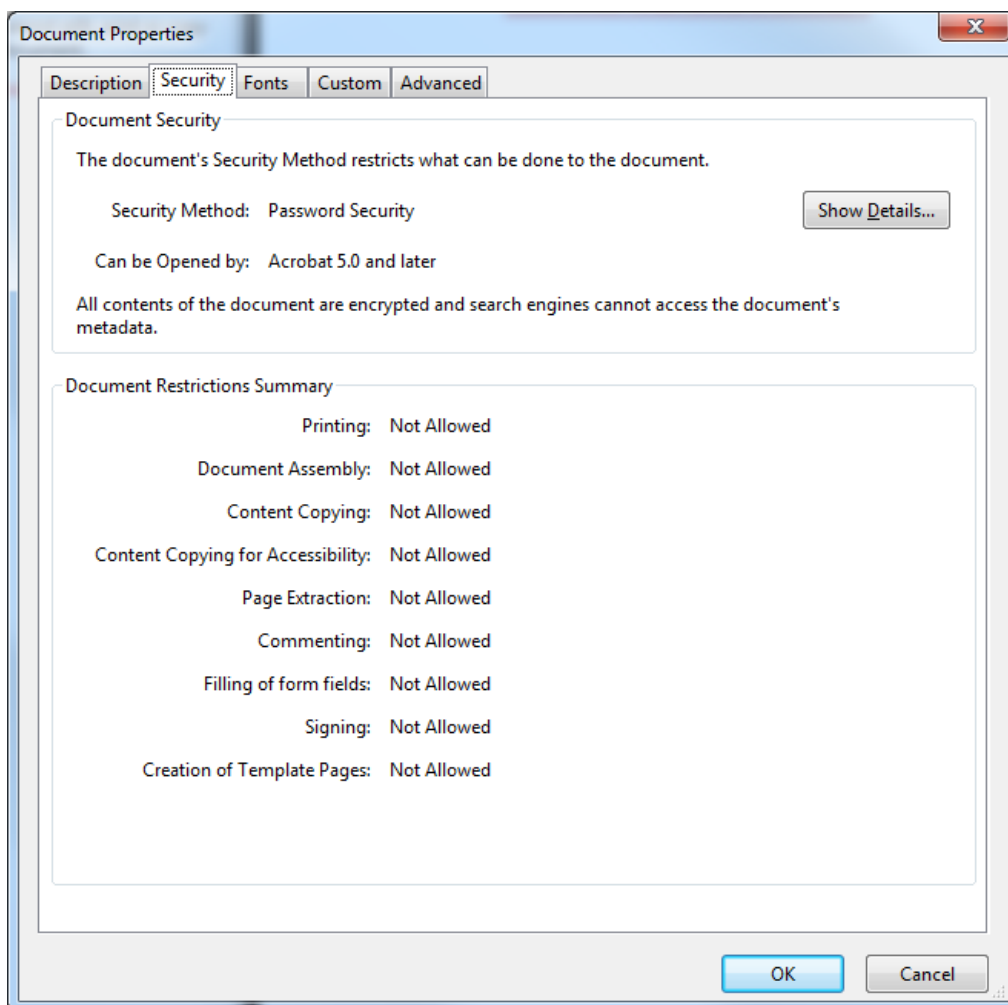 Document Properties
Description Security Fonts Custom Advanced
Document Security
The document's Security Method restricts what can be done to the document.
Security Method: Password Security
Show Details...
Can be Opened by: Acrobat 5.0 and later
All contents of the document are encrypted and search engines cannot access the document's
metadata.
Document Restrictions Summary
Printing: Not Allowed
Document Assembly: Not Allowed
Content Copying: Not Allowed
Content Copying for Accessibility: Not Allowed
Page Extraction: Not Allowed
Commenting: Not Allowed
Filling of form fields: Not Allowed
Signing: Not Allowed
Creation of Template Pages: Not Allowed
OK Cancel